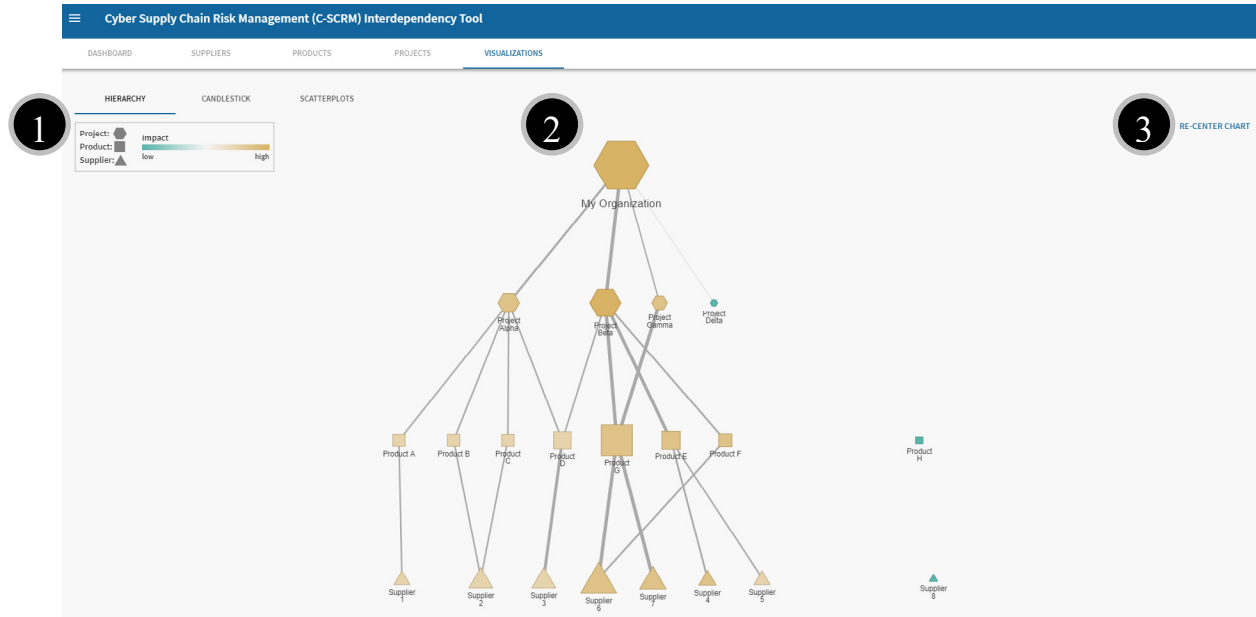 Cyber Supply Chain Risk Management (C-SCRM) Interdependency Tool
DASHBOARD SUPPLIERS PRODUCTS PROJECTS VISUALIZATIONS
HIERARCHY CANDLESTICK SCATTERPLOTS
1
2
3
RE-CENTER CHART
Project:
Product:
Supplier:
Impact
low high
My Organization
Project
Alpha
Project
Beta
Project
Gamma
Project
Delta
Product A
Product B
Product
C
Product
D
Product
G
Product E
Product F
Product
H
Supplier
1
Supplier
2
Supplier
3
Supplier
6
Supplier
7
Supplier
4
Supplier
5
Supplier
8